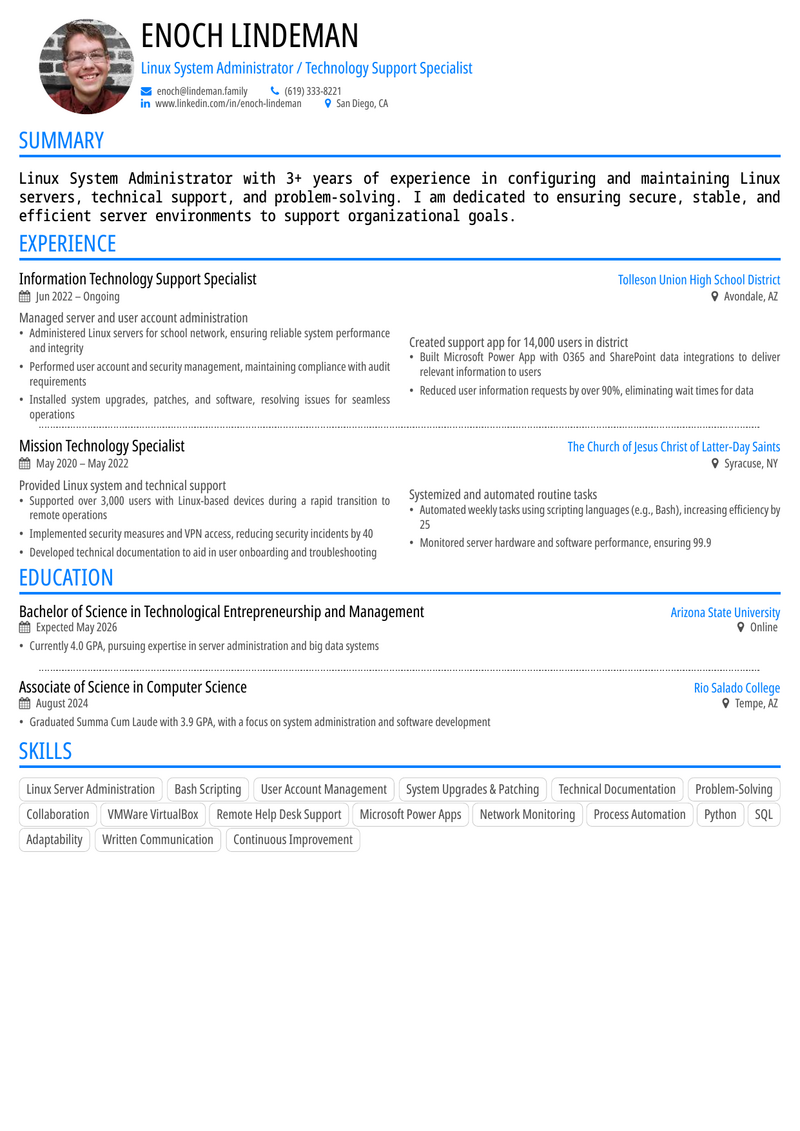 ENOCH LINDEMAN
Linux System Administrator / Technology Support Specialist
enoch@lindeman.family (619) 333-8221
www.linkedin.com/in/enoch-lindeman San Diego, CA
SUMMARY
Linux System Administrator with 3+ years of experience in configuring and maintaining Linux
servers, technical support, and problem-solving. I am dedicated to ensuring secure, stable, and
efficient server environments to support organizational goals.
EXPERIENCE
Information Technology Support Specialist Tolleson Union High School District
Jun 2022 – Ongoing Avondale, AZ
Managed server and user account administration
• Administered Linux servers for school network, ensuring reliable system performance
and integrity
• Performed user account and security management, maintaining compliance with audit
requirements
• Installed system upgrades, patches, and software, resolving issues for seamless
operations
Created support app for 14,000 users in district
• Built Microsoft Power App with O365 and SharePoint data integrations to deliver
relevant information to users
• Reduced user information requests by over 90%, eliminating wait times for data
Mission Technology Specialist The Church of Jesus Christ of Latter-Day Saints
May 2020 – May 2022 Syracuse, NY
Provided Linux system and technical support
• Supported over 3,000 users with Linux-based devices during a rapid transition to
remote operations
• Implemented security measures and VPN access, reducing security incidents by 40
• Developed technical documentation to aid in user onboarding and troubleshooting
Systemized and automated routine tasks
• Automated weekly tasks using scripting languages (e.g., Bash), increasing efficiency by
25
• Monitored server hardware and software performance, ensuring 99.9
EDUCATION
Bachelor of Science in Technological Entrepreneurship and Management Arizona State University
Expected May 2026 Online
• Currently 4.0 GPA, pursuing expertise in server administration and big data systems
Associate of Science in Computer Science Rio Salado College
August 2024 Tempe, AZ
• Graduated Summa Cum Laude with 3.9 GPA, with a focus on system administration and software development
SKILLS
Linux Server Administration Bash Scripting User Account Management System Upgrades & Patching Technical Documentation Problem-Solving
Collaboration VMWare VirtualBox Remote Help Desk Support Microsoft Power Apps Network Monitoring Process Automation Python SQL
Adaptability Written Communication Continuous Improvement